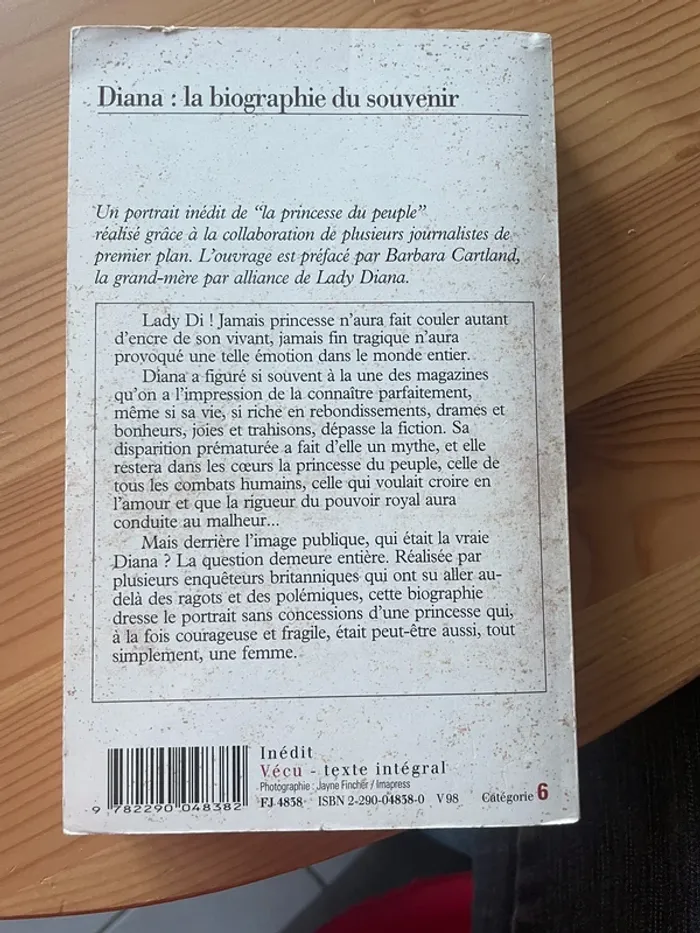 Diana : la biographie du souvenir
Un portrait inédit de “la princesse du peuple”
réalisé grâce à la collaboration de plusieurs journalistes de
premier plan. L’ouvrage est préfacé par Barbara Cartland,
la grand-mère par alliance de Lady Diana.
Lady Di ! Jamais princesse n’aura fait couler autant
d’encre de son vivant, jamais fin tragique n’aura
provoqué une telle émotion dans le monde entier.
Diana a figuré si souvent à la une des magazines
qu’on a l’impression de la connaître parfaitement,
même si sa vie, si riche en rebondissements, drames et
bonheurs, joies et trahisons, dépasse la fiction. Sa
disparition prématurée a fait d’elle un mythe, et elle
restera dans les cœurs la princesse du peuple, celle de
tous les combats humains, celle qui voulait croire en
l’amour et que la rigueur du pouvoir royal aura
conduite au malheur...
Mais derrière l’image publique, qui était la vraie
Diana ? La question demeure entière. Réalisée par
plusieurs enquêteurs britanniques qui ont su aller au-
delà des ragots et des polémiques, cette biographie
dresse le portrait sans concessions d’une princesse qui,
à la fois courageuse et fragile, était peut-être aussi, tout
simplement, une femme.
Inédit
Vécu - texte intégral
Photographie : Jayne Fincher / Imapress
FJ 4838 ISBN 2-290-04838-0 V 98 Catégorie 6
9 782290 048382